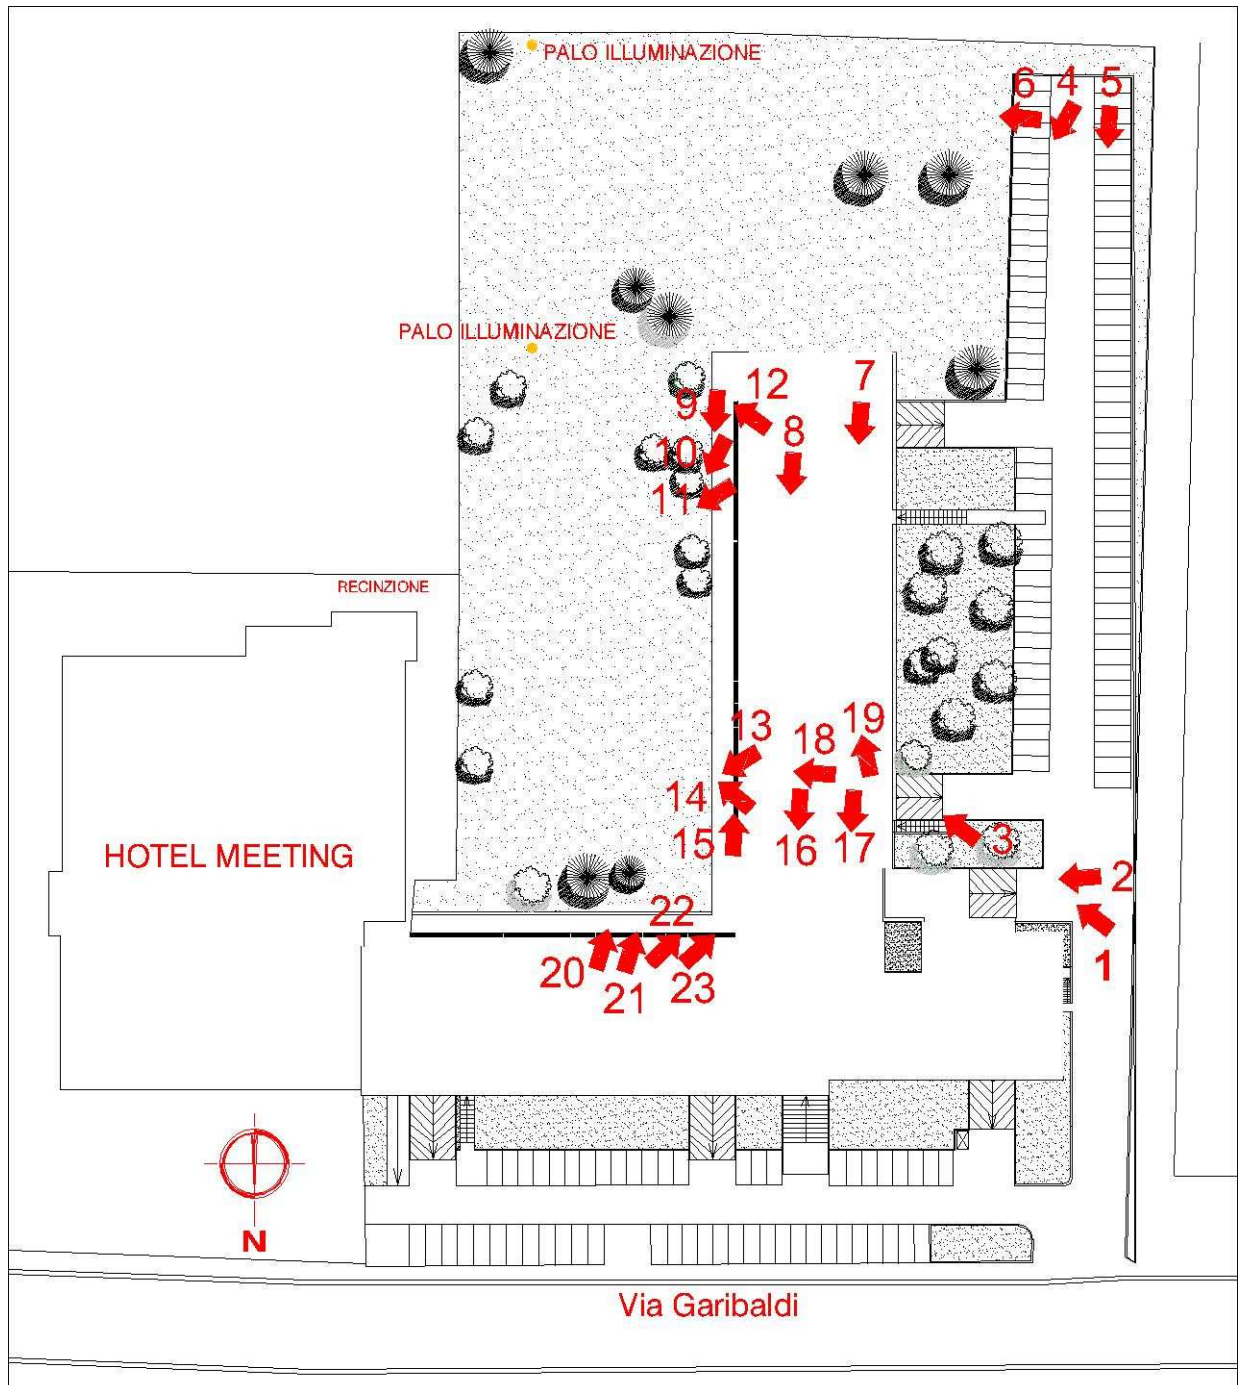 PALO ILLUMINAZIONE
6 4 5
PALO ILLUMINAZIONE
12 7
9
8
10
11
RECINZIONE
13 18 19
14
15 16 17
3
HOTEL MEETING
2
22
1
20 21 23
N
Via Garibaldi